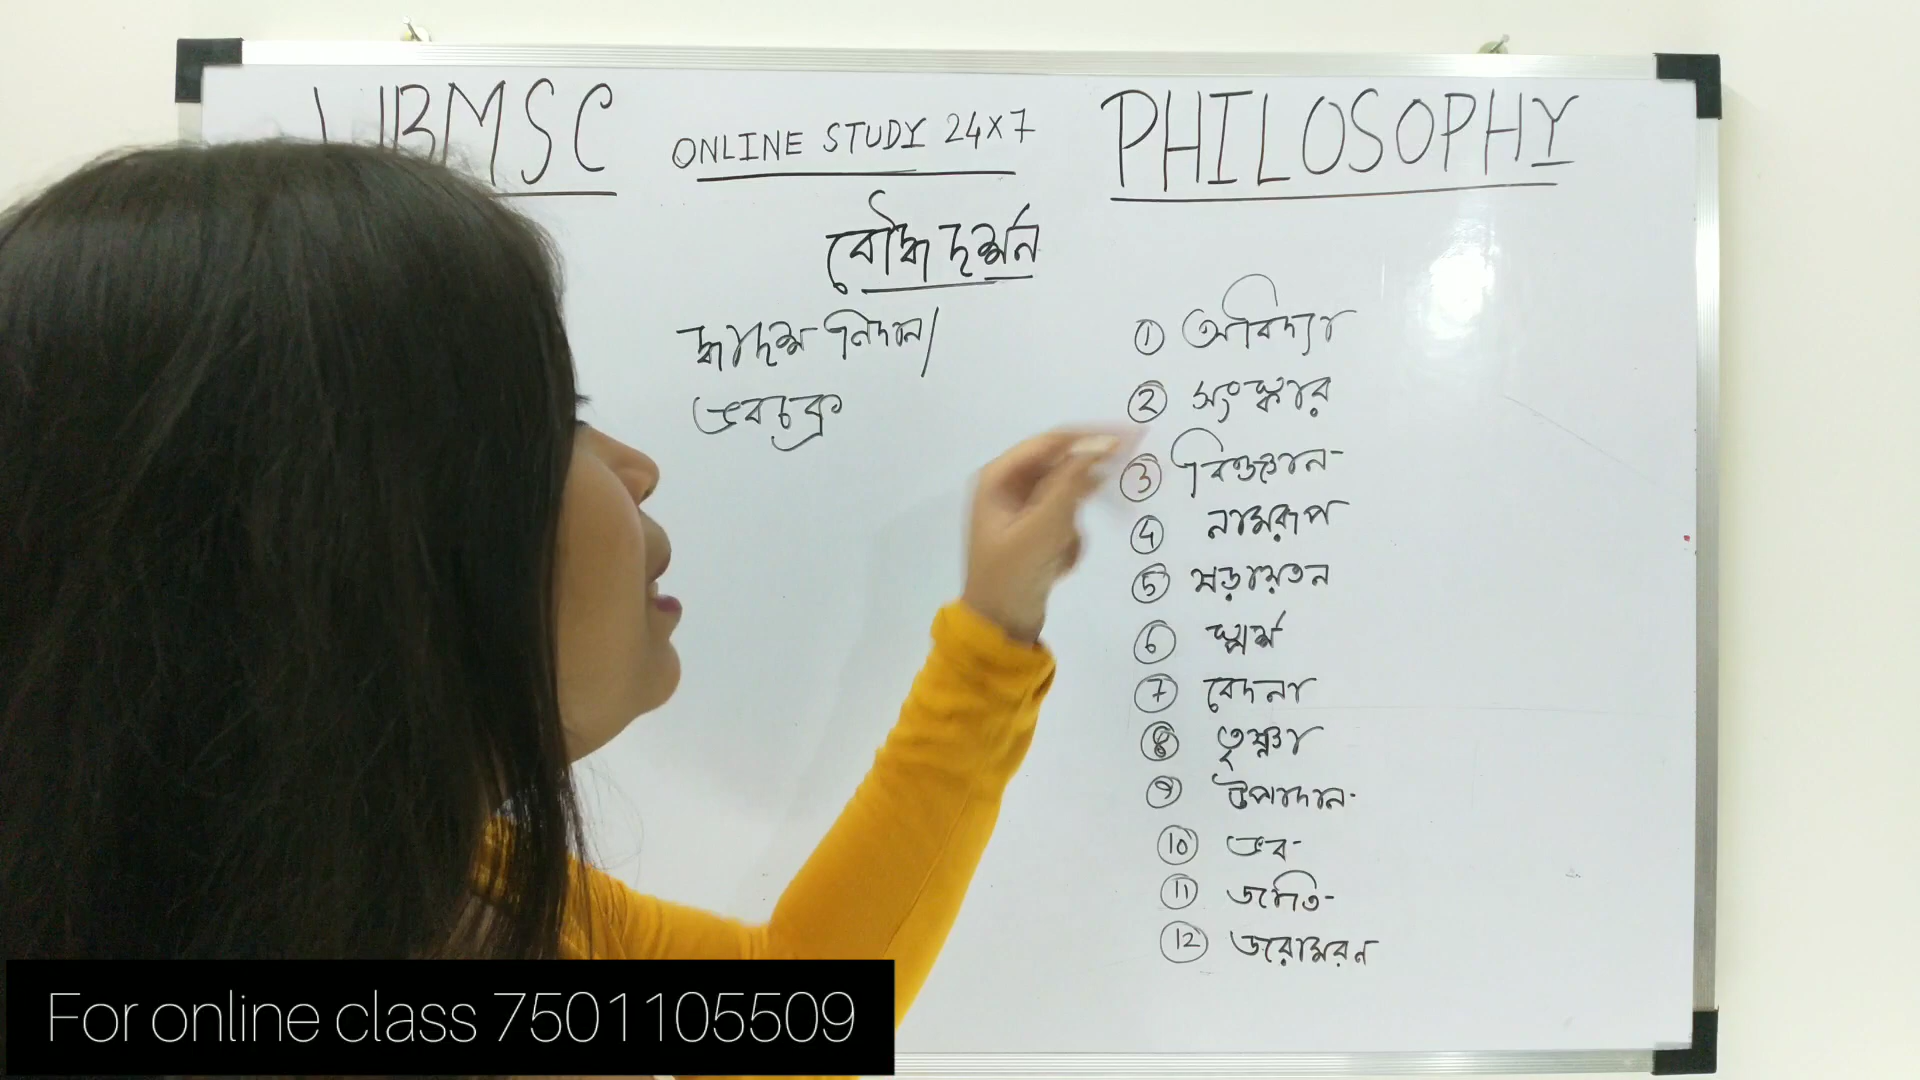 WBMSC
ONLINE STUDY 24x7
PHILOSOPHY
বৌদ্ধ দর্শন
দ্বাদশ নিদান/
ভবচক্র
① অবিদ্যা
② সংস্কার
③ বিজ্ঞান-
④ নামরূপ
⑤ ষড়ায়তন
⑥ স্পর্শ
⑦ বেদনা
⑧ তৃষ্ণা
⑨ উপাদান-
⑩ ভব-
⑪ জাতি-
⑫ জরামরণ
For online class 7501105509